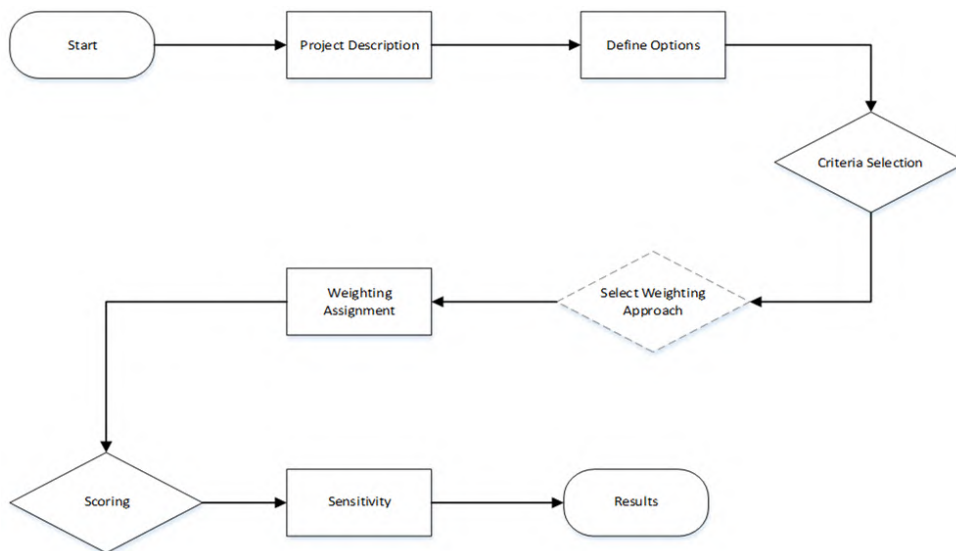 Start
Project Description
Define Options
Criteria Selection
Select Weighting
Approach
Weighting
Assignment
Scoring
Sensitivity
Results